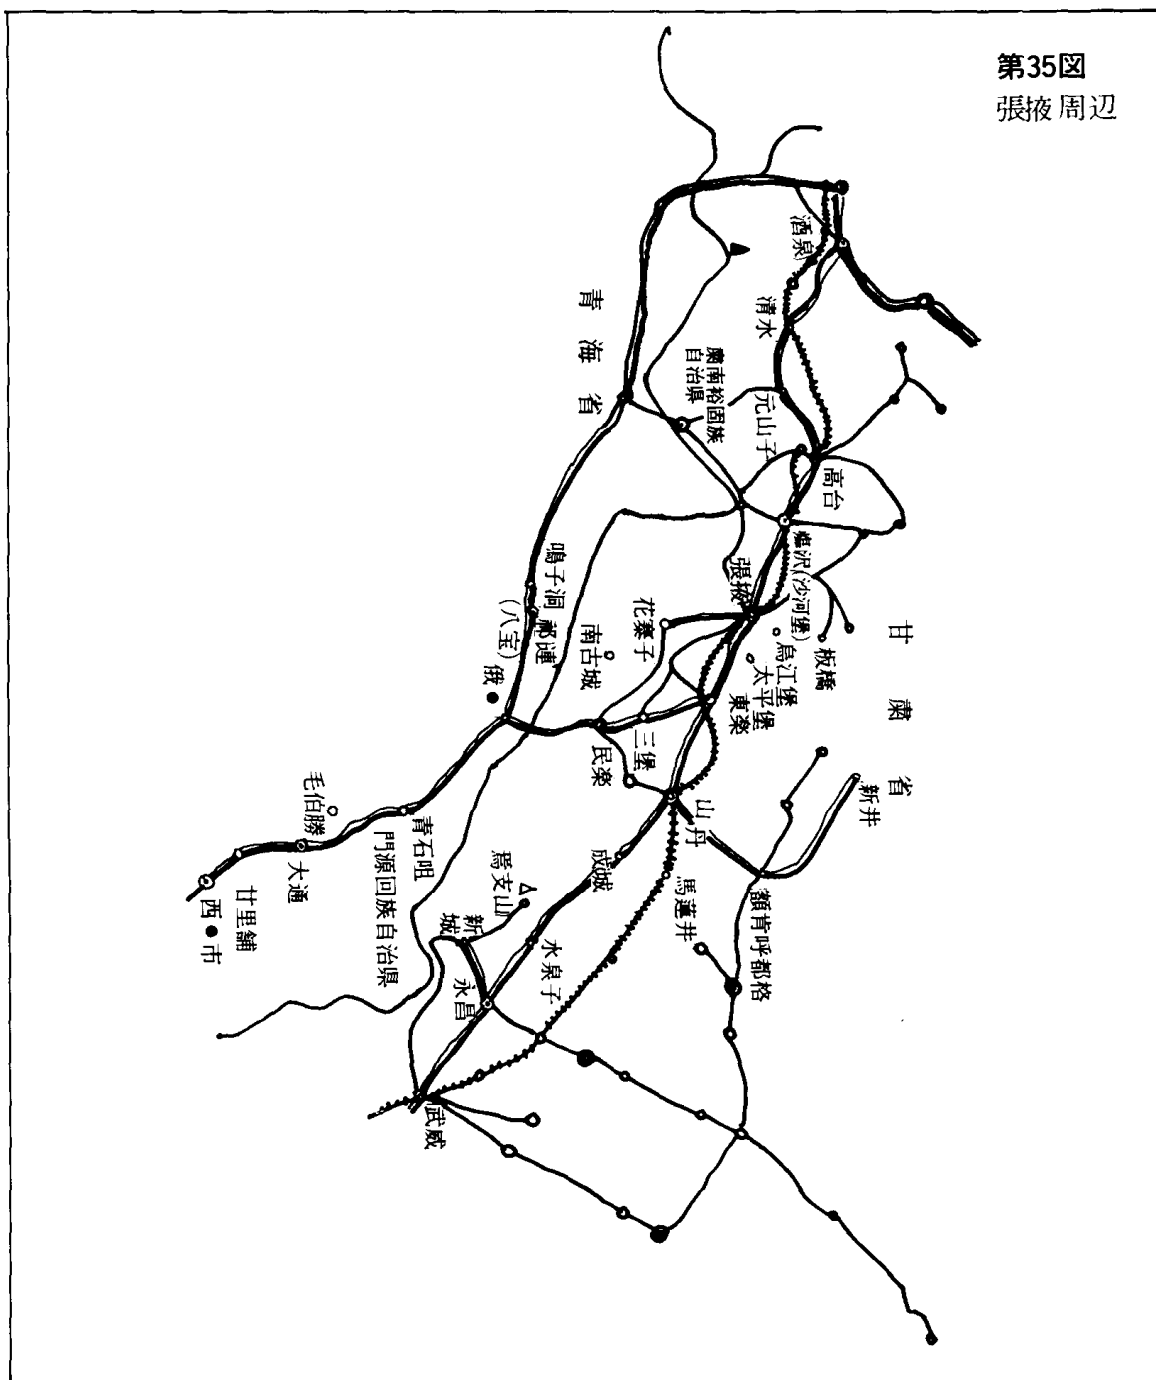 第35図
張掖周辺
酒泉
清水
青海省
粛南裕固族
自治県
元山子
高台
塩沢(沙河堡)
張掖
板橋
烏江堡
太平堡
東楽
甘粛省
花寨子
南古城
鳴子洞
祁連
(八宝)
俄●
三堡
民楽
山丹
新井
毛伯勝
青石咀
門源回族自治県
大通
廿里舗
西●市
焉支山
新城
成城
馬蓮井
額肯呼都格
水泉子
永昌
武威